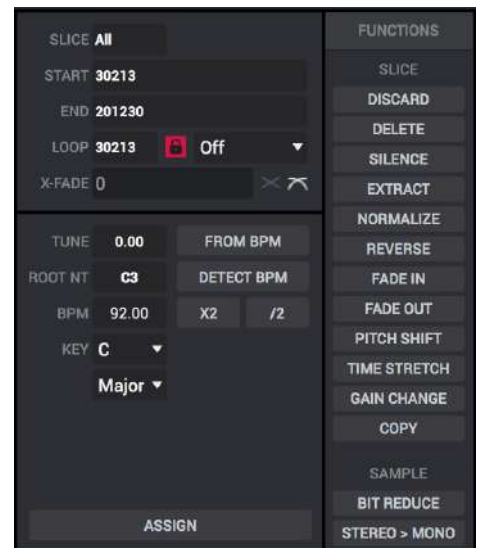 SLICE All
START 30213
END 201230
LOOP 30213 Off
X-FADE 0
TUNE 0.00 FROM BPM
ROOT NT C3 DETECT BPM
BPM 92.00 X2 /2
KEY C
Major
ASSIGN
FUNCTIONS
SLICE
DISCARD
DELETE
SILENCE
EXTRACT
NORMALIZE
REVERSE
FADE IN
FADE OUT
PITCH SHIFT
TIME STRETCH
GAIN CHANGE
COPY
SAMPLE
BIT REDUCE
STEREO > MONO